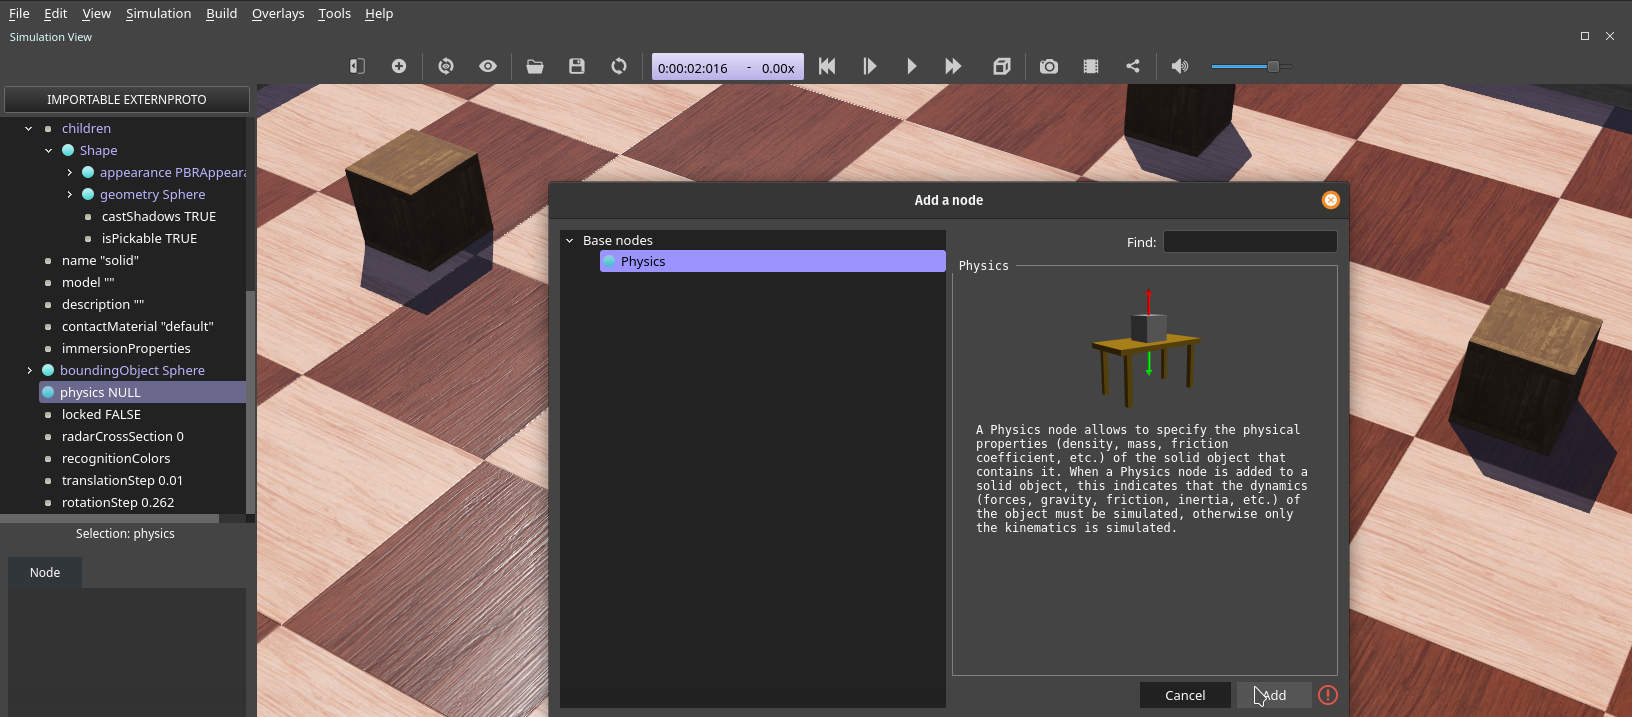 File Edit View Simulation Build Overlays Tools Help
Simulation View
0:00:02:016 - 0.00x
IMPORTABLE EXTERNPROTO
children
Shape
appearance PBRAppear
geometry Sphere
castShadows TRUE
isPickable TRUE
name "solid"
model ""
description ""
contactMaterial "default"
immersionProperties
boundingObject Sphere
physics NULL
locked FALSE
radarCrossSection 0
recognitionColors
translationStep 0.01
rotationStep 0.262
Selection: physics
Node
Add a node
Base nodes
Physics
Find:
Physics
A Physics node allows to specify the physical
properties (density, mass, friction
coefficient, etc.) of the solid object that
contains it. When a Physics node is added to a
solid object, this indicates that the dynamics
(forces, gravity, friction, inertia, etc.) of
the object must be simulated, otherwise only
the kinematics is simulated.
Cancel Add